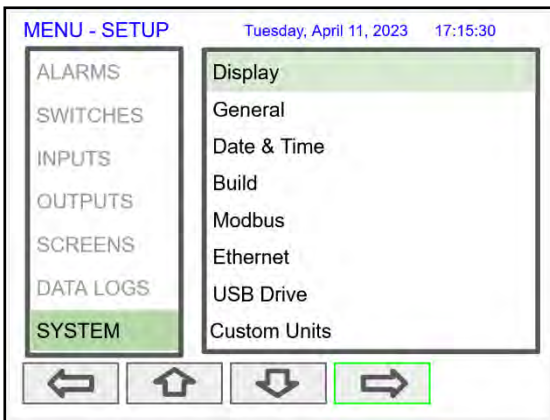 MENU - SETUP
Tuesday, April 11, 2023 17:15:30
ALARMS
SWITCHES
INPUTS
OUTPUTS
SCREENS
DATA LOGS
SYSTEM
Display
General
Date & Time
Build
Modbus
Ethernet
USB Drive
Custom Units